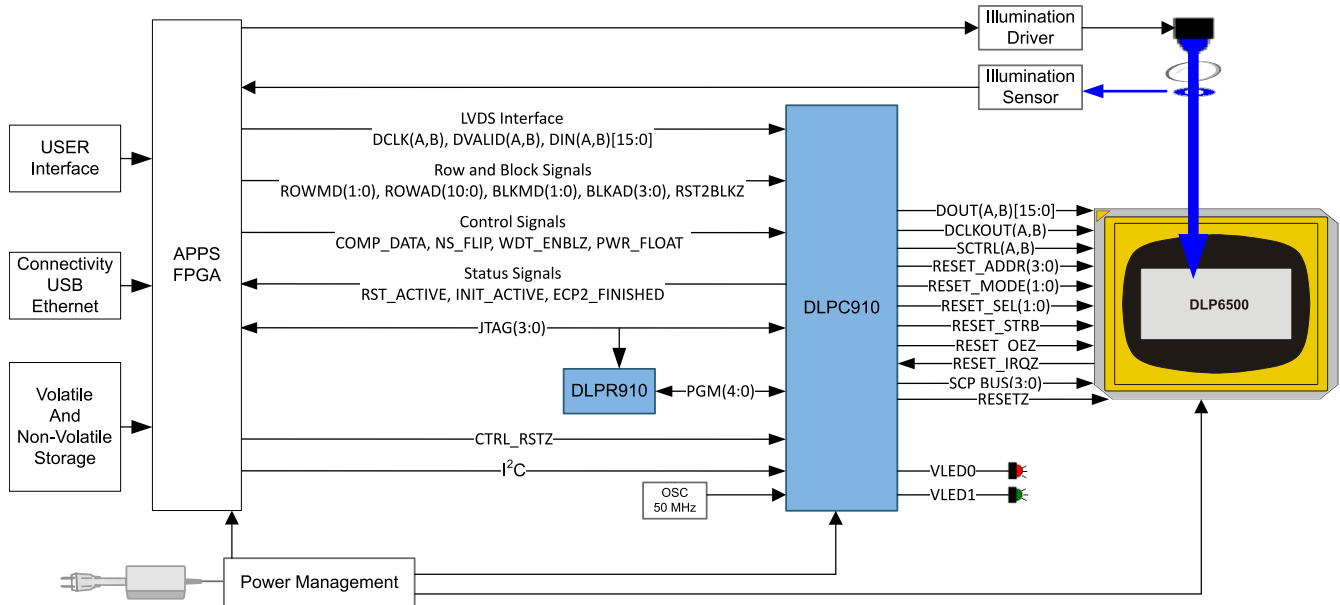 Illumination
Driver
Illumination
Sensor
USER
Interface
Connectivity
USB
Ethernet
Volatile
And
Non-Volatile
Storage
APPS
FPGA
LVDS Interface
DCLK(A,B), DVALID(A,B), DIN(A,B)[15:0]
Row and Block Signals
ROWMD(1:0), ROWAD(10:0), BLKMD(1:0), BLKAD(3:0), RST2BLKZ
Control Signals
COMP_DATA, NS_FLIP, WDT_ENBLZ, PWR_FLOAT
Status Signals
RST_ACTIVE, INIT_ACTIVE, ECP2_FINISHED
JTAG(3:0)
DLPR910
PGM(4:0)
CTRL_RSTZ
I²C
OSC
50 MHz
DLPC910
DOUT(A,B)[15:0]
DCLKOUT(A,B)
SCTRL(A,B)
RESET_ADDR(3:0)
RESET_MODE(1:0)
RESET_SEL(1:0)
RESET_STRB
RESET_OEZ
RESET_IRQZ
SCP BUS(3:0)
RESETZ
VLED0
VLED1
DLP6500
Power Management